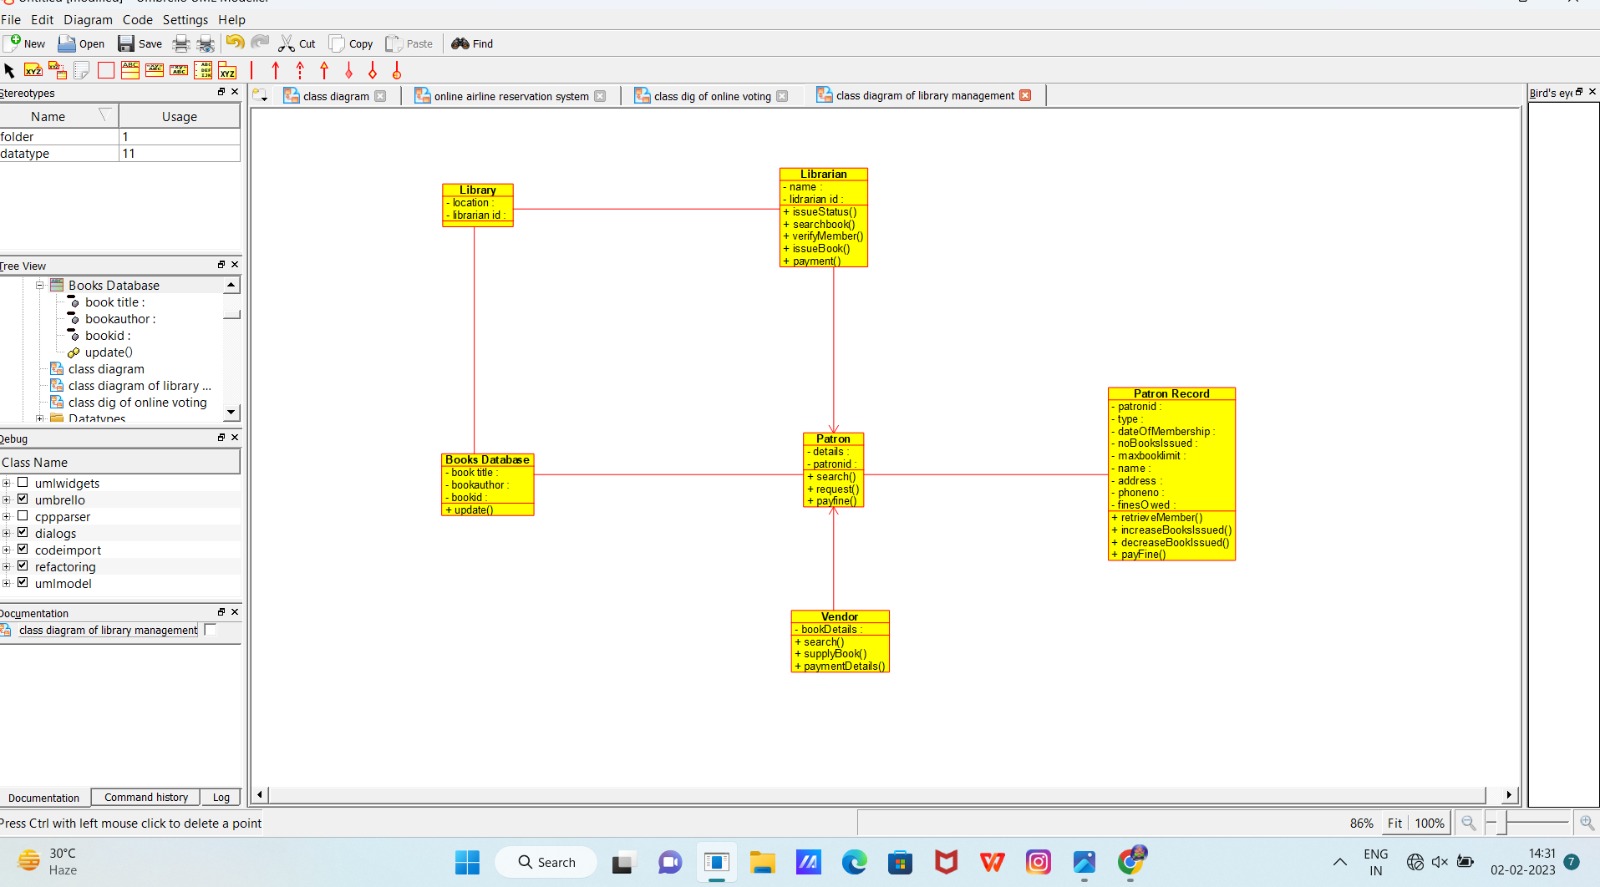 File Edit Diagram Code Settings Help
New Open Save Cut Copy Paste Find
Stereotypes
Name Usage
folder 1
datatype 11
Tree View
Books Database
book title :
bookauthor :
bookid :
update()
class diagram
class diagram of library ...
class dig of online voting
Datatypes
Debug
Class Name
umlwidgets
umbrello
cppparser
dialogs
codeimport
refactoring
umlmodel
Documentation
class diagram of library management
Documentation Command history Log
class diagram online airline reservation system class dig of online voting class diagram of library management
Bird's eye
Library
- location :
- librarian id :
Librarian
- name :
- lidrarian id :
+ issueStatus()
+ searchbook()
+ verifyMember()
+ issueBook()
+ payment()
Books Database
- book title :
- bookauthor :
- bookid :
+ update()
Patron
- details :
- patronid :
+ search()
+ request()
+ payfine()
Patron Record
- patronid :
- type :
- dateOfMembership :
- noBooksIssued :
- maxbooklimit :
- name :
- address :
- phoneno :
- finesOwed :
+ retrieveMember()
+ increaseBooksIssued()
+ decreaseBookIssued()
+ payFine()
Vendor
- bookDetails :
+ search()
+ supplyBook()
+ paymentDetails()
Press Ctrl with left mouse click to delete a point
86% Fit 100%
30°C
Haze
Search
ENG
IN
14:31
02-02-2023
7